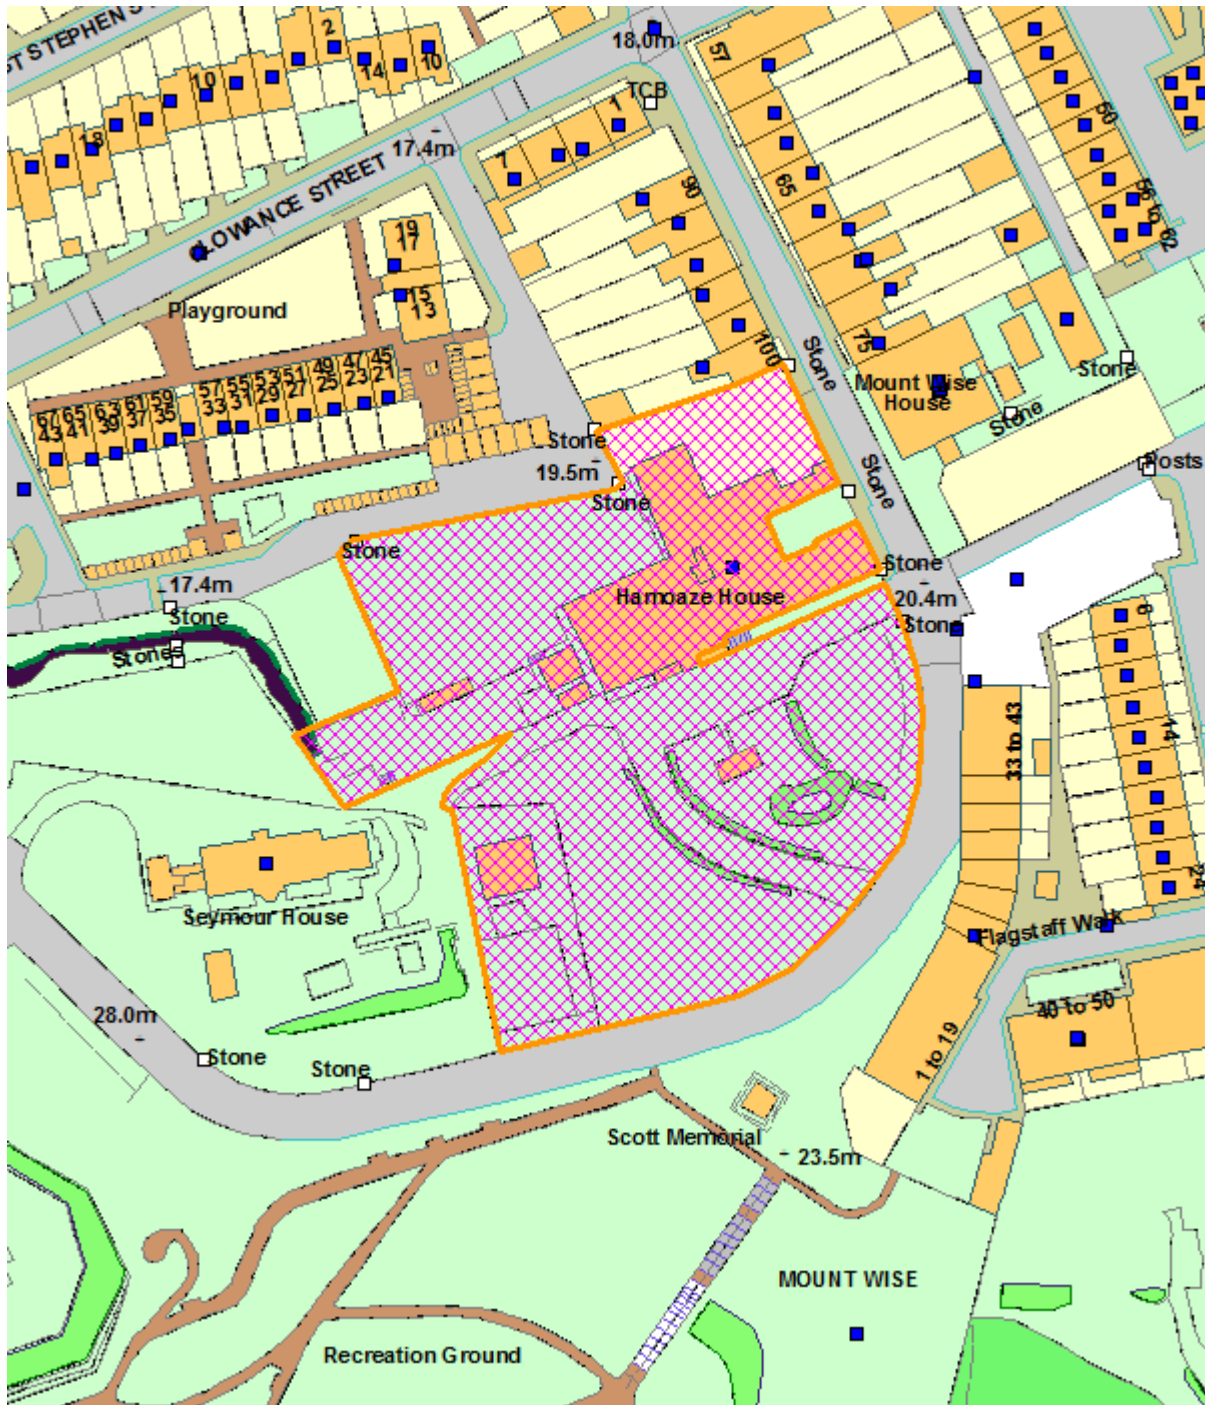 ST STEPHEN S
2
10
14
10
18
18.0m
57
TCB
1
7
17.4m
CLOWANCE STREET
90
65
60
56 to 62
19
17
15
13
Playground
100
Stone
75
Mount Wise
House
Stone
Stone
67 65 63 61 59 57 55 53 51 49 47 45
43 41 39 37 35 33 31 29 27 25 23 21
Stone
19.5m
Stone
Stone
Posts
Stone
Stone
17.4m
Hamoaze House
20.4m
Stone
Stone
Stones
6
33 to 43
14
24
Seymour House
Flagstaff Walk
28.0m
40 to 50
Stone
Stone
1 to 19
Scott Memorial
23.5m
MOUNT WISE
Recreation Ground